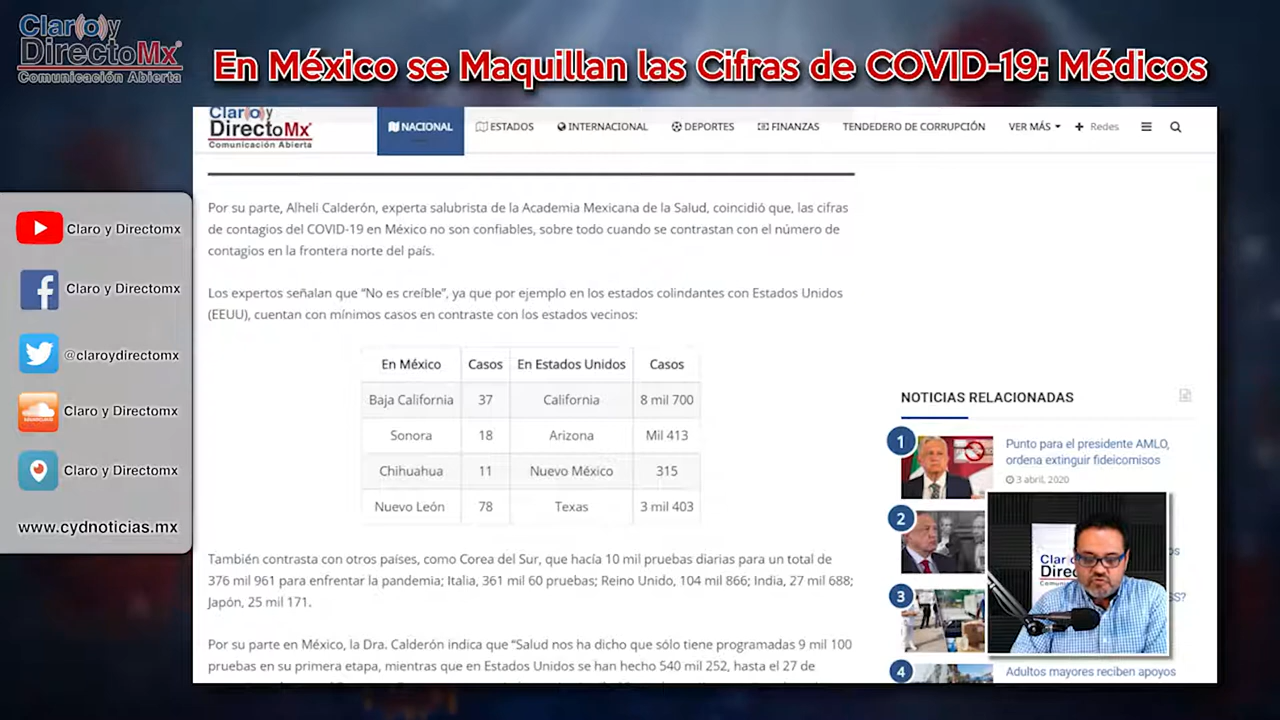 Claro y
DirectoMx
Comunicación Abierta
En México se Maquillan las Cifras de COVID-19: Médicos
Claro y
DirectoMx
Comunicación Abierta
NACIONAL ESTADOS INTERNACIONAL DEPORTES FINANZAS TENDEDERO DE CORRUPCIÓN VER MÁS Redes
Claro y Directomx
Claro y Directomx
@claroydirectomx
Claro y Directomx
Claro y Directomx
www.cydnoticias.mx
Por su parte, Alheli Calderón, experta salubrista de la Academia Mexicana de la Salud, coincidió que, las cifras
de contagios del COVID-19 en México no son confiables, sobre todo cuando se contrastan con el número de
contagios en la frontera norte del país.
Los expertos señalan que “No es creíble”, ya que por ejemplo en los estados colindantes con Estados Unidos
(EEUU), cuentan con mínimos casos en contraste con los estados vecinos:
En México Casos En Estados Unidos Casos
Baja California 37 California 8 mil 700
Sonora 18 Arizona Mil 413
Chihuahua 11 Nuevo México 315
Nuevo León 78 Texas 3 mil 403
También contrasta con otros países, como Corea del Sur, que hacía 10 mil pruebas diarias para un total de
376 mil 961 para enfrentar la pandemia; Italia, 361 mil 60 pruebas; Reino Unido, 104 mil 866; India, 27 mil 688;
Japón, 25 mil 171.
Por su parte en México, la Dra. Calderón indica que “Salud nos ha dicho que sólo tiene programadas 9 mil 100
pruebas en su primera etapa, mientras que en Estados Unidos se han hecho 540 mil 252, hasta el 27 de
NOTICIAS RELACIONADAS
1
Punto para el presidente AMLO,
ordena extinguir fideicomisos
3 abril, 2020
2
3
4
Adultos mayores reciben apoyos